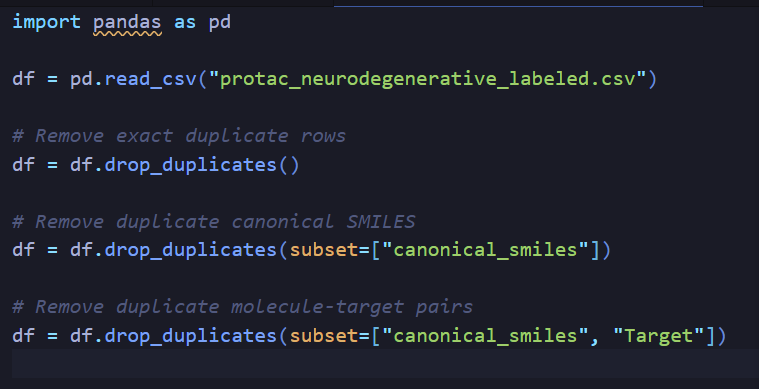 import pandas as pd
df = pd.read_csv("protac_neurodegenerative_labeled.csv")
# Remove exact duplicate rows
df = df.drop_duplicates()
# Remove duplicate canonical SMILES
df = df.drop_duplicates(subset=["canonical_smiles"])
# Remove duplicate molecule-target pairs
df = df.drop_duplicates(subset=["canonical_smiles", "Target"])